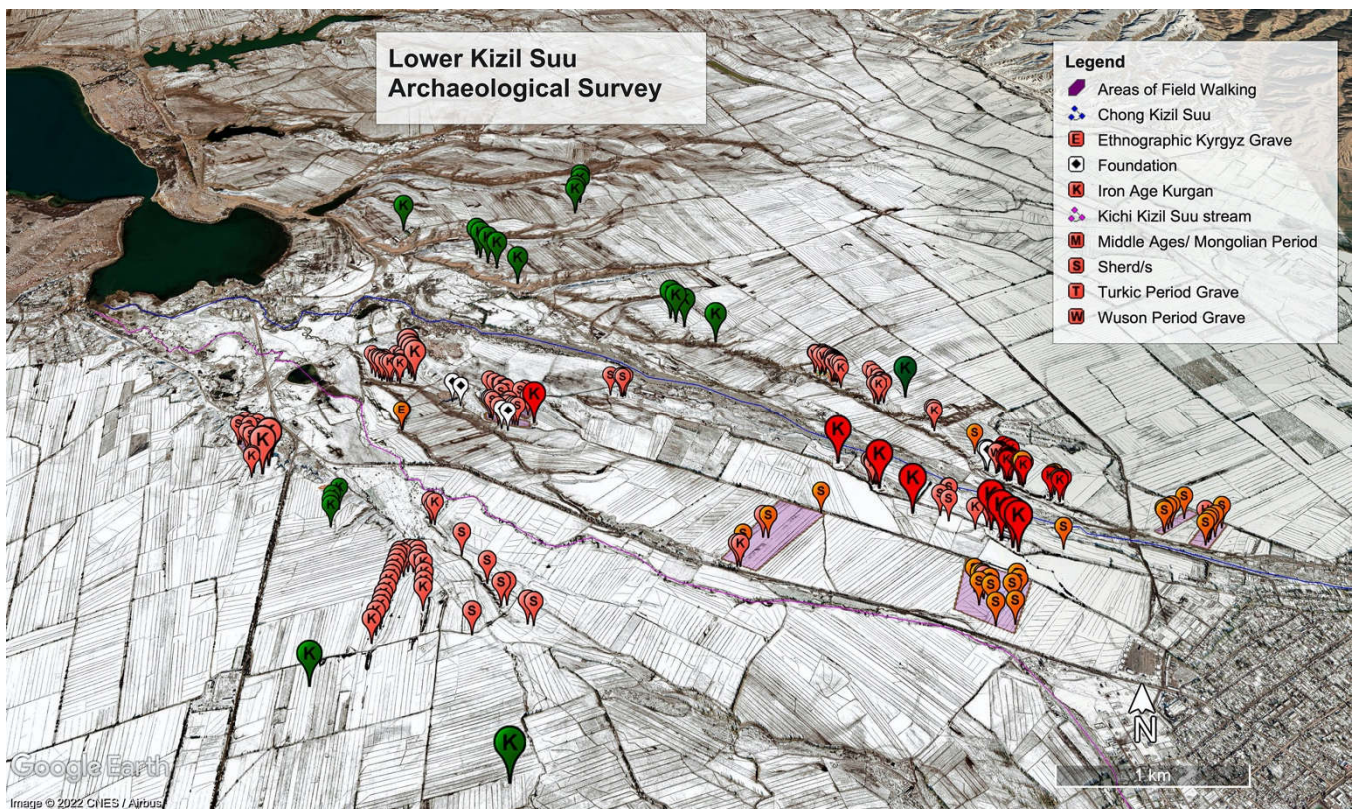 Lower Kizil Suu
Archaeological Survey
Legend
Areas of Field Walking
Chong Kizil Suu
E Ethnographic Kyrgyz Grave
Foundation
K Iron Age Kurgan
Kichi Kizil Suu stream
M Middle Ages/ Mongolian Period
S Sherd/s
T Turkic Period Grave
W Wuson Period Grave
K
K
K
K
K
K
K
K
K
K
K
K
K
S
S
K
E
K
K
K
K
S
K
K
K
K
S
S
S
K
S
K
K
S
S
S
S
S
S
K
K
K
N
1 km
Google Earth
Image © 2022 CNES / Airbus